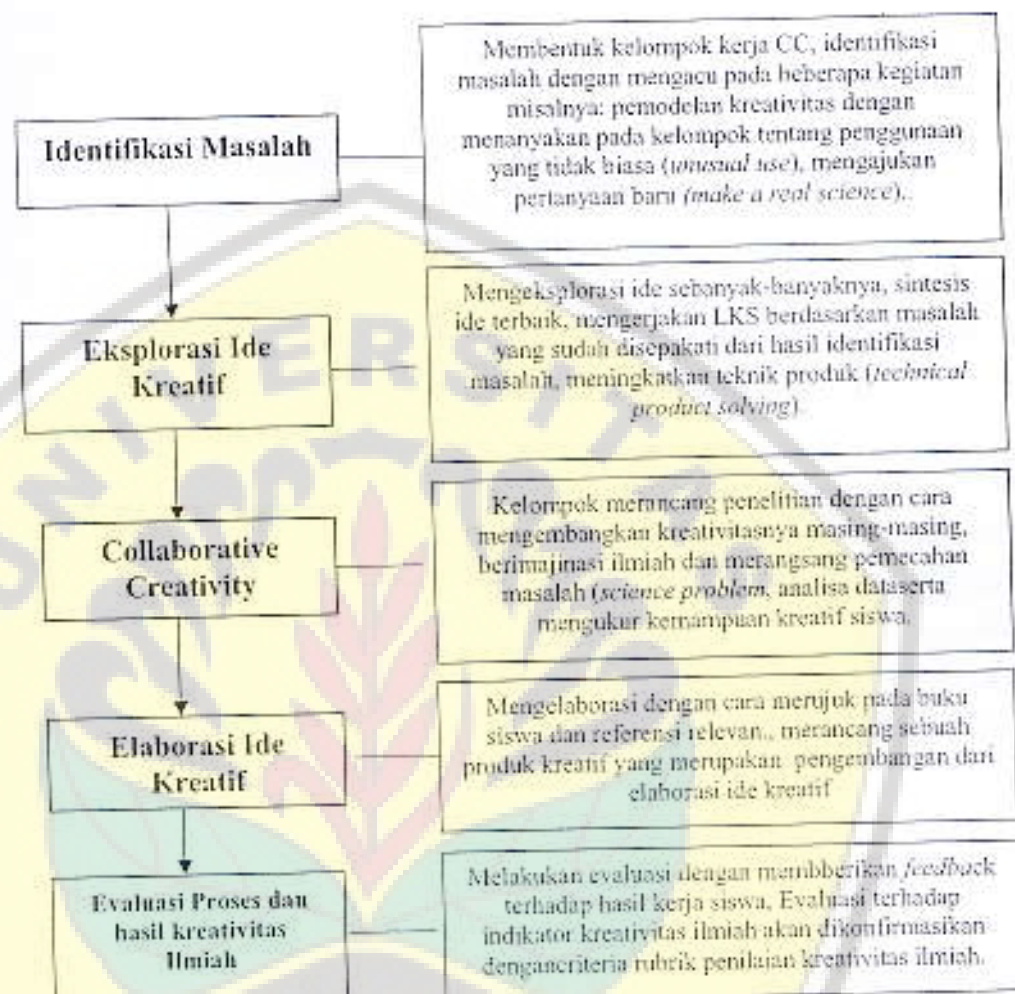 Identifikasi Masalah
Membentuk kelompok kerja CC, identifikasi
masalah dengan mengacu pada beberapa kegiatan
misalnya: pemodelan kreativitas dengan
menanyakan pada kelompok tentang penggunaan
yang tidak biasa (unusual use), mengajukan
pertanyaan baru (make a real science)..
Eksplorasi Ide
Kreatif
Mengeksplorasi ide sebanyak-banyaknya, sintesis
ide terbaik, mengerjakan LKS berdasarkan masalah
yang sudah disepakati dari hasil identifikasi
masalah, meningkatkan teknik produk (technical
product solving)
Collaborative
Creativity
Kelompok merancang penelitian dengan cara
mengembangkan kreativitasnya masing-masing,
berimajinasi ilmiah dan merangsang pemecahan
masalah (science problem, analisa dataserta
mengukur kemampuan kreatif siswa.
Elaborasi Ide
Kreatif
Mengelaborasi dengan cara merujok pada buku
siswa dan referensi relevan., merancang sebuah
produk kreatif yang merupakan pengembangan dari
elaborasi ide kreatif
Evaluasi Proses dan
hasil kreativitas
Ilmiah
Melakukan evaluasi dengan membberikan feedback
terhadap hasil kerja siswa, Evaluasi terhadap
indikator kreativitas ilmiah akan dikonfirmasikan
dengancriteria rubrik penilaian kreativitas ilmiah.
UNIVERSITAS